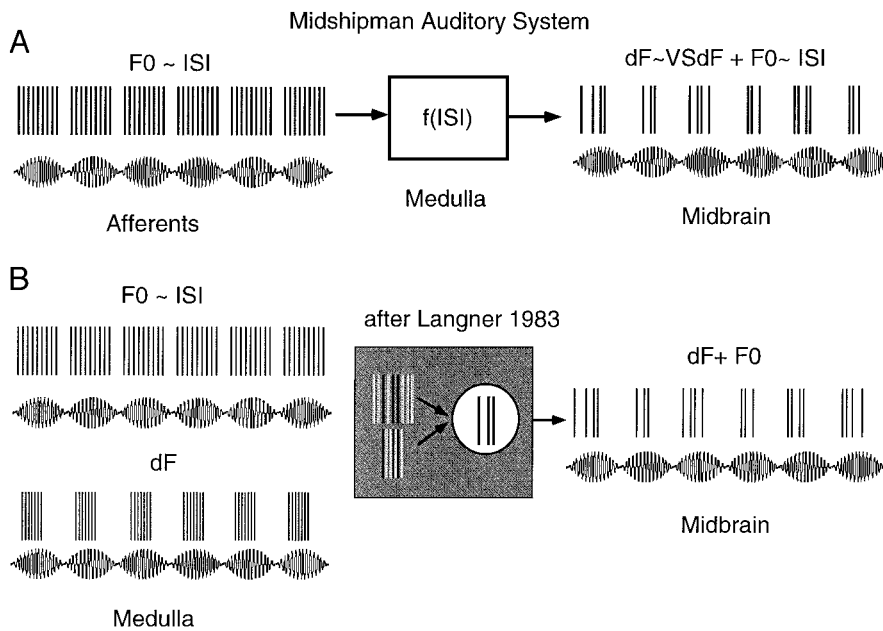 Midshipman Auditory System
A
F0 ~ ISI
f(ISI)
dF~VSdF + F0~ ISI
Afferents
Medulla
Midbrain
B
F0 ~ ISI
after Langner 1983
dF+ F0
dF
Midbrain
Medulla